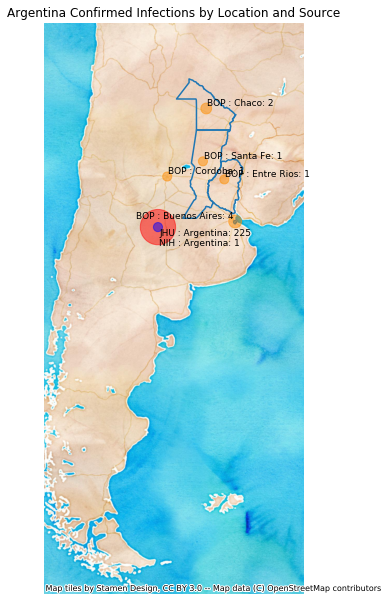 Argentina Confirmed Infections by Location and Source
BOP : Chaco: 2
BOP : Santa Fe: 1
BOP : Cordoba:
BOP : Entre Rios: 1
BOP : Buenos Aires: 4
JHU : Argentina: 225
NIH : Argentina: 1
Map tiles by Stamen Design, CC BY 3.0 -- Map data (C) OpenStreetMap contributors